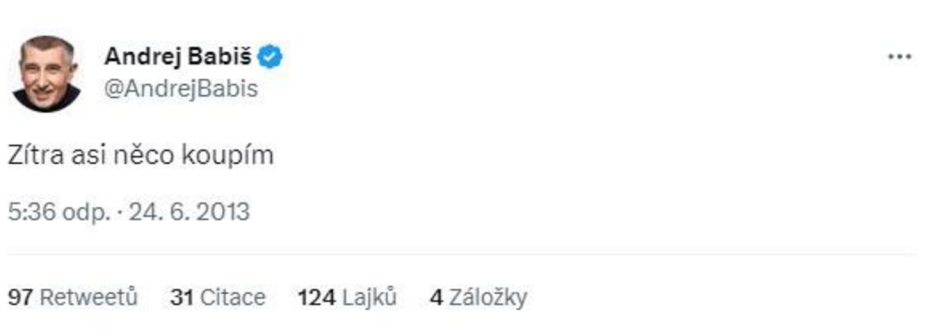 Andrej Babiš
@AndrejBabis
Zítra asi něco koupím
5:36 odp. · 24. 6. 2013
97 Retweetů 31 Citace 124 Lajků 4 Záložky